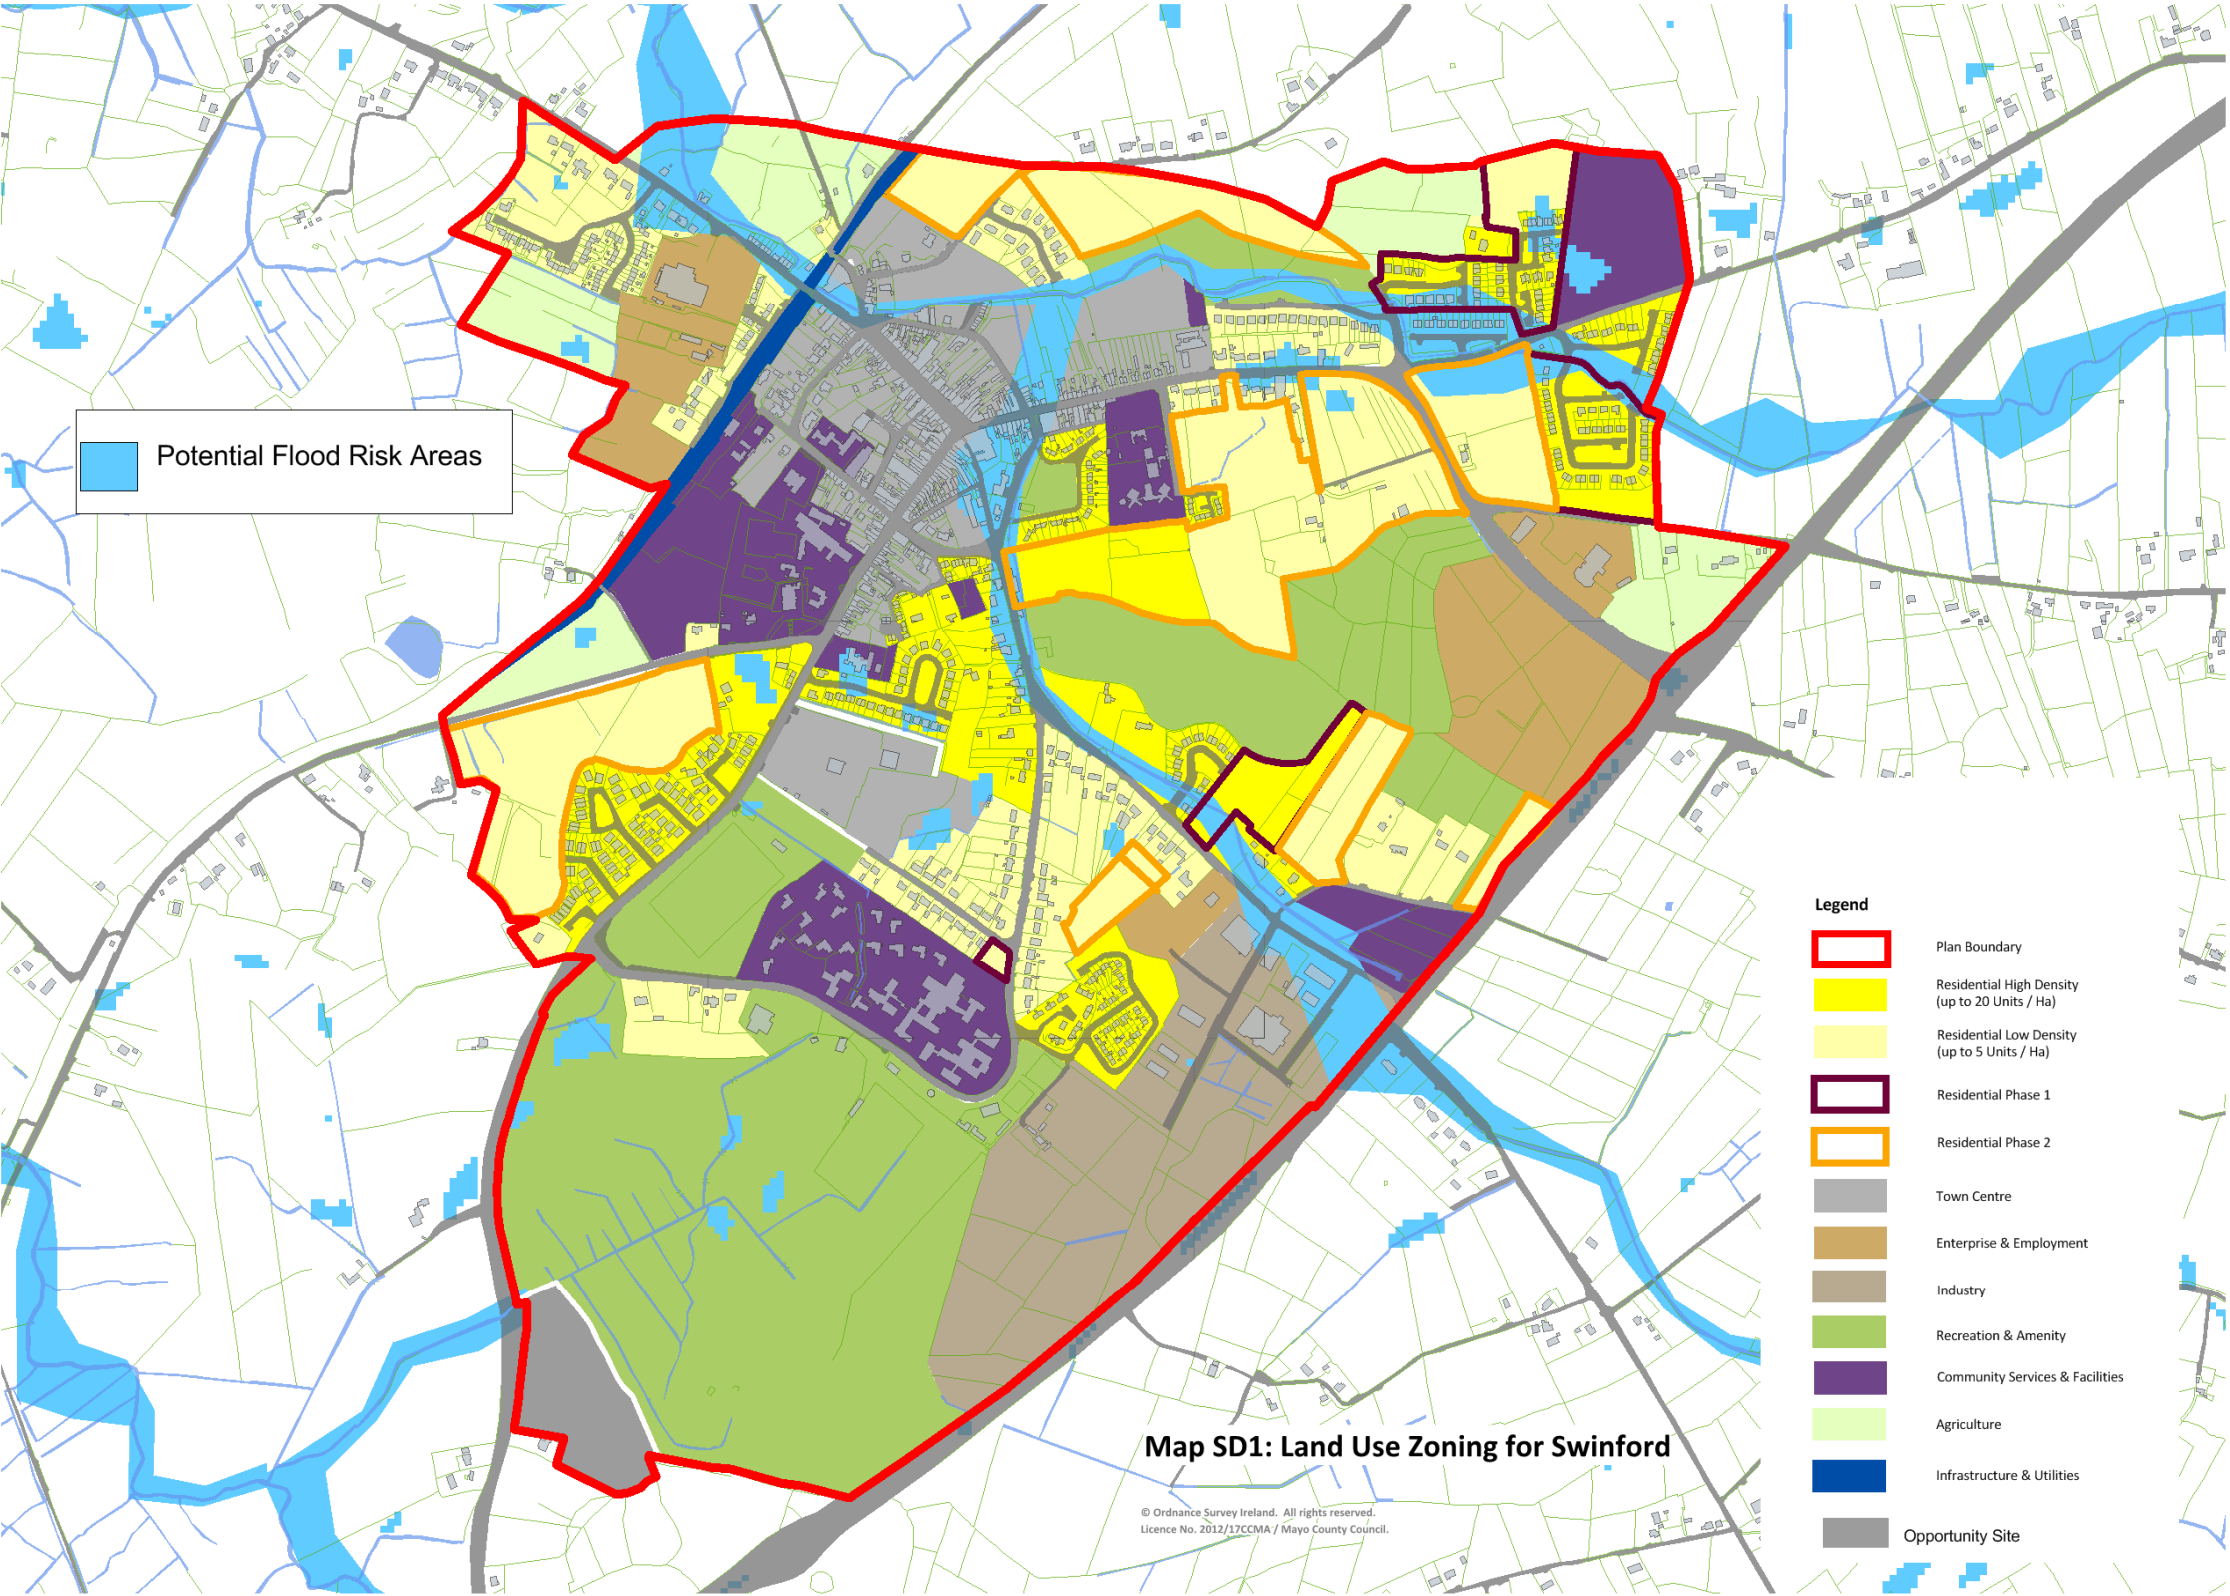 Potential Flood Risk Areas
Legend
Plan Boundary
Residential High Density
(up to 20 Units / Ha)
Residential Low Density
(up to 5 Units / Ha)
Residential Phase 1
Residential Phase 2
Town Centre
Enterprise & Employment
Industry
Recreation & Amenity
Community Services & Facilities
Agriculture
Infrastructure & Utilities
Opportunity Site
Map SD1: Land Use Zoning for Swinford
© Ordnance Survey Ireland. All rights reserved.
Licence No. 2012/17CCMA / Mayo County Council.